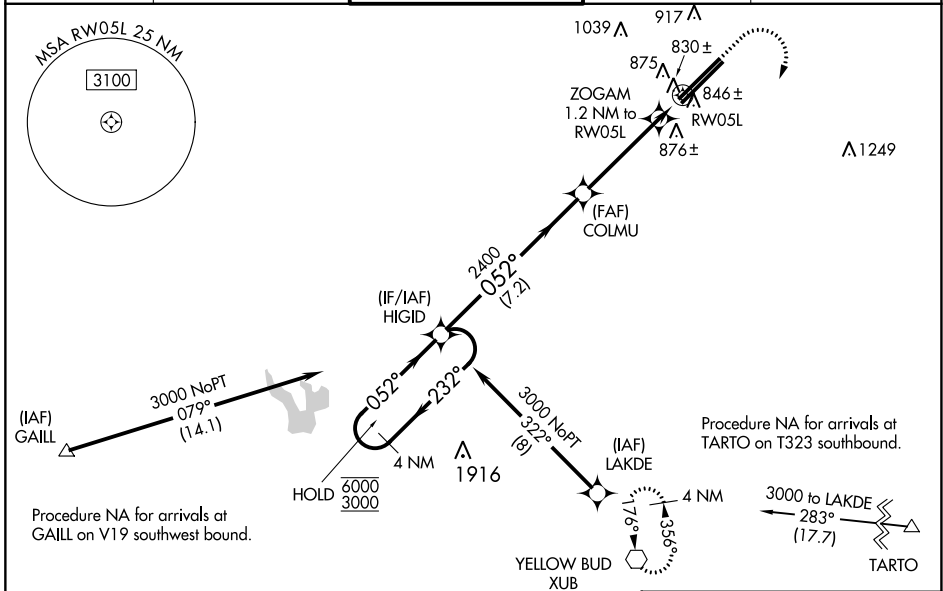 MSA RW05L 25 NM
3100
1039
917
830±
875
846±
ZOGAM
1.2 NM to
RW05L
RW05L
876±
1249
(FAF)
COLMU
2400
052°
(7.2)
(IF/IAF)
HIGID
3000 NoPT
079°
(14.1)
(IAF)
GAILL
052°
232°
4 NM
HOLD
6000
3000
1916
3000 NoPT
322°
(8)
(IAF)
LAKDE
Procedure NA for arrivals at
TARTO on T323 southbound.
4 NM
176°
356°
3000 to LAKDE
283°
(17.7)
TARTO
YELLOW BUD
XUB
Procedure NA for arrivals at
GAILL on V19 southwest bound.